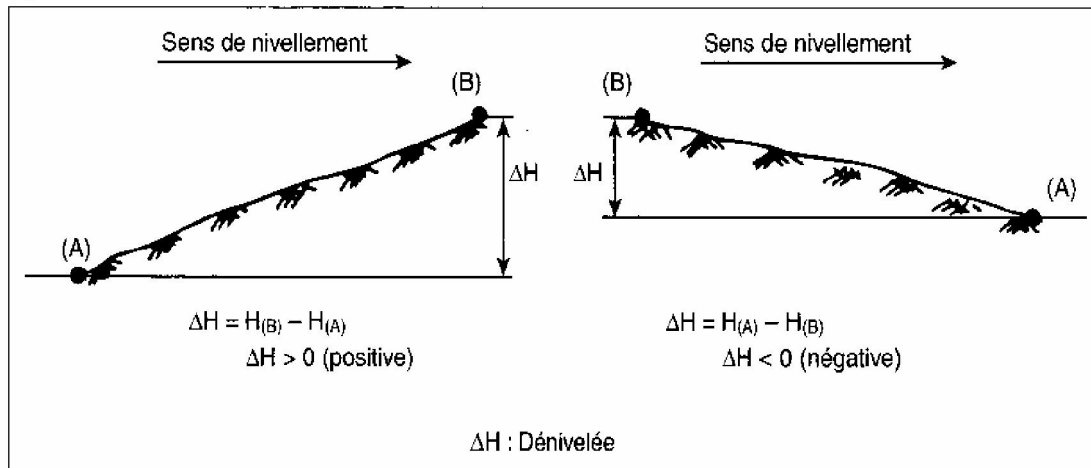 Sens de nivellement
(B)
ΔH
(A)
ΔH = H(B) – H(A)
ΔH > 0 (positive)
Sens de nivellement
(B)
ΔH
(A)
ΔH = H(A) – H(B)
ΔH < 0 (négative)
ΔH : Dénivelée